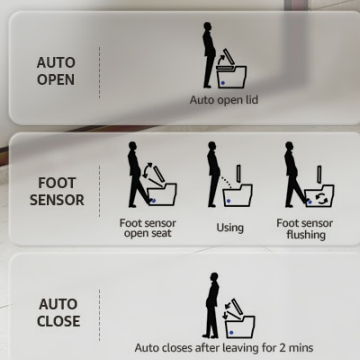 AUTO
OPEN
Auto open lid
FOOT
SENSOR
Foot sensor
open seat
Using
Foot sensor
flushing
AUTO
CLOSE
Auto closes after leaving for 2 mins